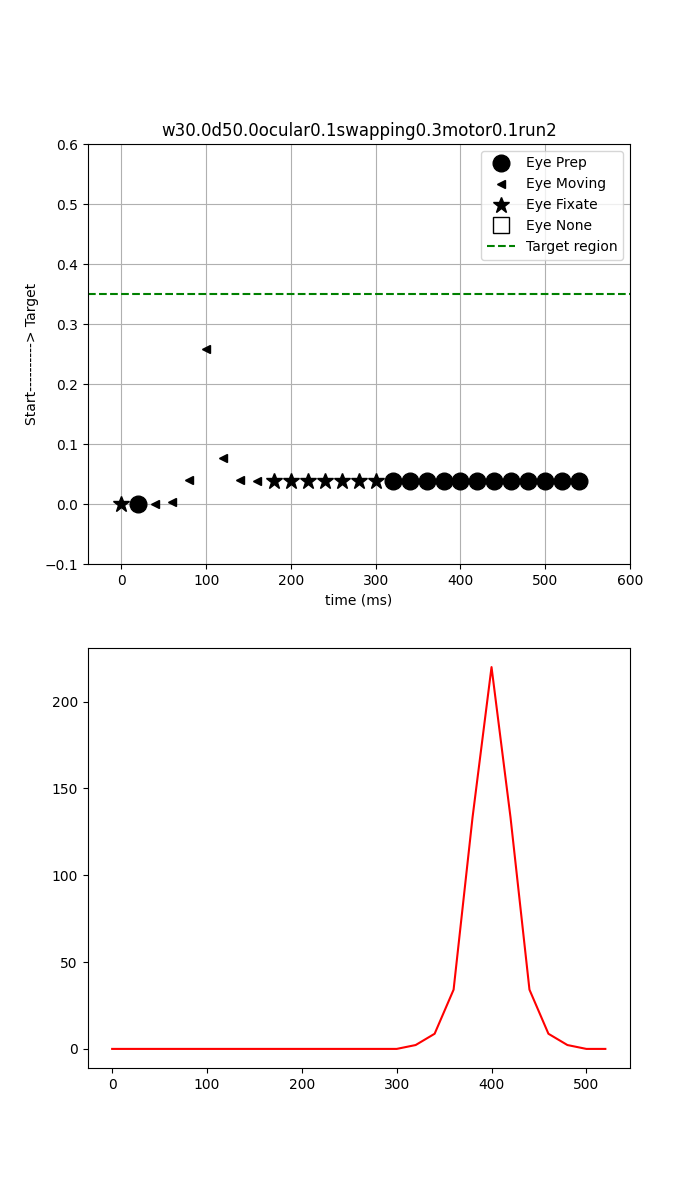 w30.0d50.0ocular0.1swapping0.3motor0.1run2
0.6
0.5
0.4
0.3
0.2
0.1
0.0
−0.1
Start----------> Target
Eye Prep
Eye Moving
Eye Fixate
Eye None
Target region
0 100 200 300 400 500 600
time (ms)
200
150
100
50
0
0 100 200 300 400 500